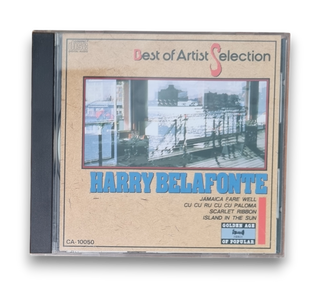 Best of Artist Selection
HARRY BELAFONTE
JAMAICA FARE WELL
CU CU RU CU CU PALOMA
SCARLET RIBBON
ISLAND IN THE SUN
CA-10050
GOLDEN AGE
OF POPULAR